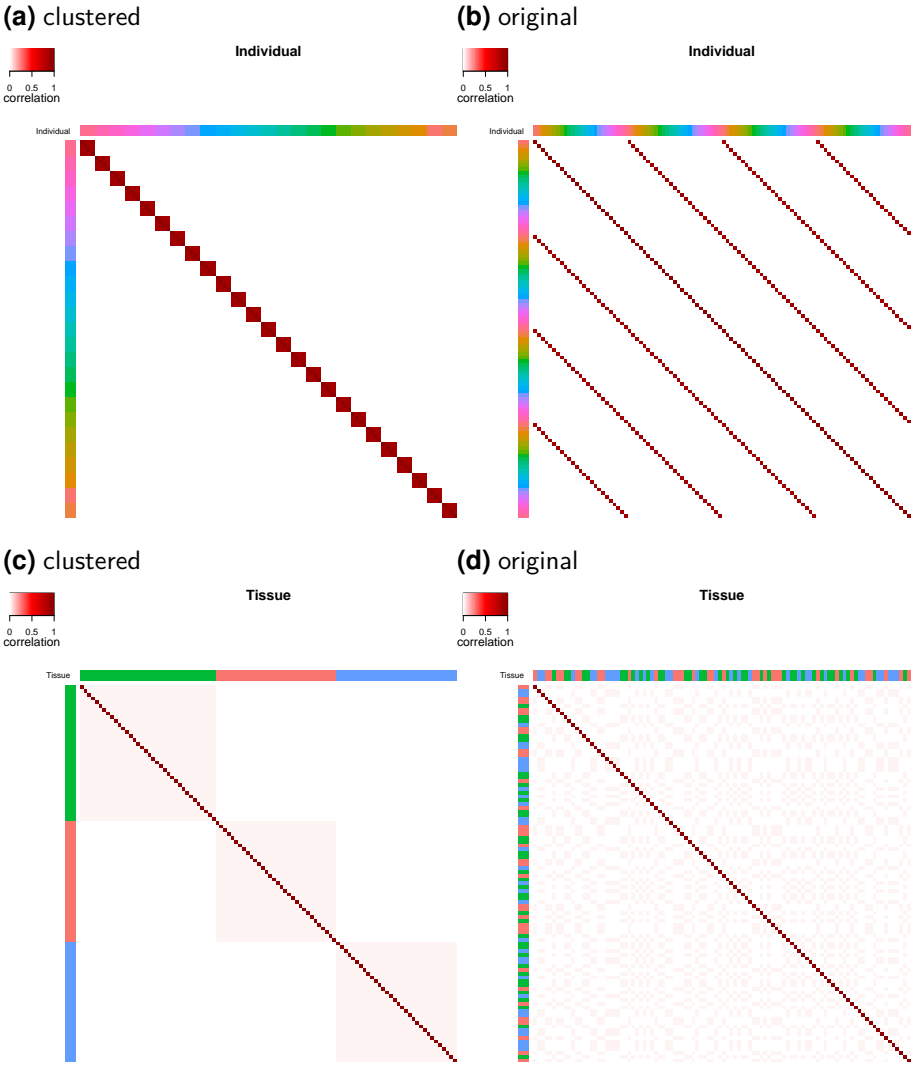 (a) clustered
(b) original
Individual
Individual
0 0.5 1
correlation
0 0.5 1
correlation
Individual
Individual
(c) clustered
(d) original
Tissue
Tissue
0 0.5 1
correlation
0 0.5 1
correlation
Tissue
Tissue